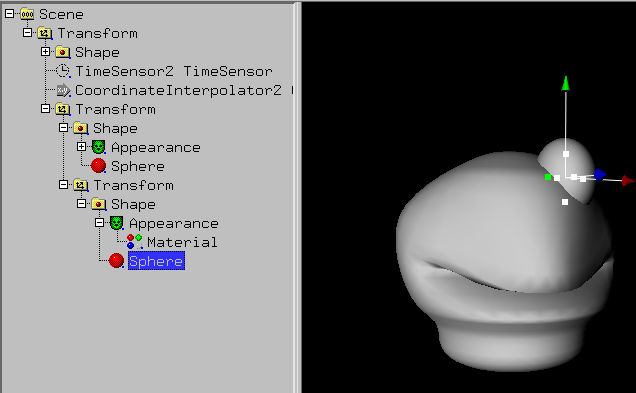 Scene
Transform
Shape
TimeSensor2 TimeSensor
CoordinateInterpolator2
Transform
Shape
Appearance
Sphere
Transform
Shape
Appearance
Material
Sphere